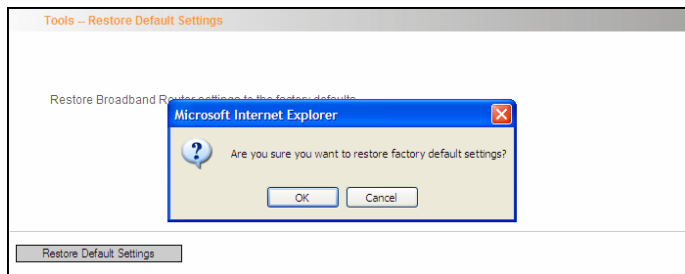 Tools -- Restore Default Settings
Restore Broadband Router settings to the factory defaults.
Microsoft Internet Explorer
Are you sure you want to restore factory default settings?
OK
Cancel
Restore Default Settings